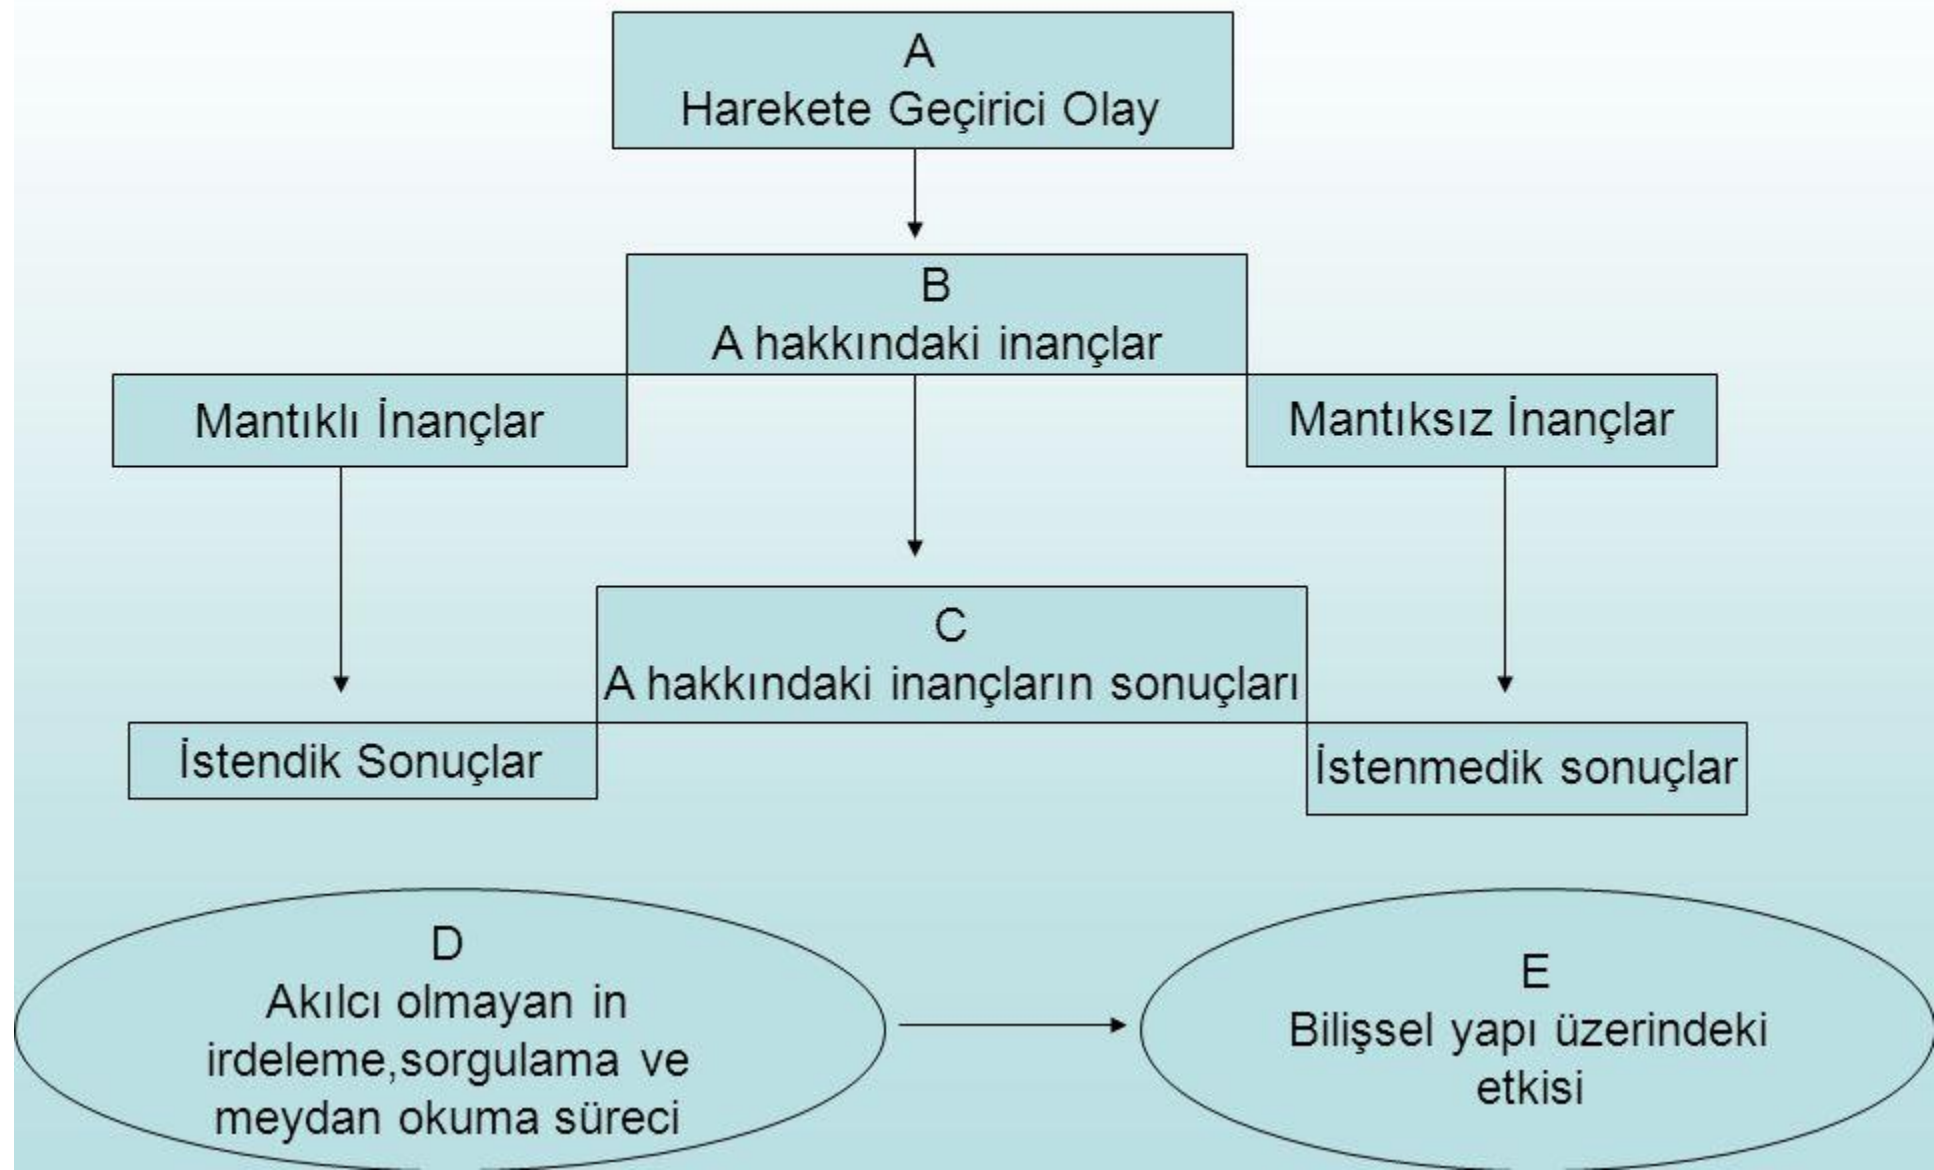 A
Harekete Geçirici Olay
B
A hakkındaki inançlar
Mantıklı İnançlar
Mantıksız İnançlar
C
A hakkındaki inançların sonuçları
İstendik Sonuçlar
İstenmedik sonuçlar
D
Akılcı olmayan in
irdeleme,sorgulama ve
meydan okuma süreci
E
Bilişsel yapı üzerindeki
etkisi